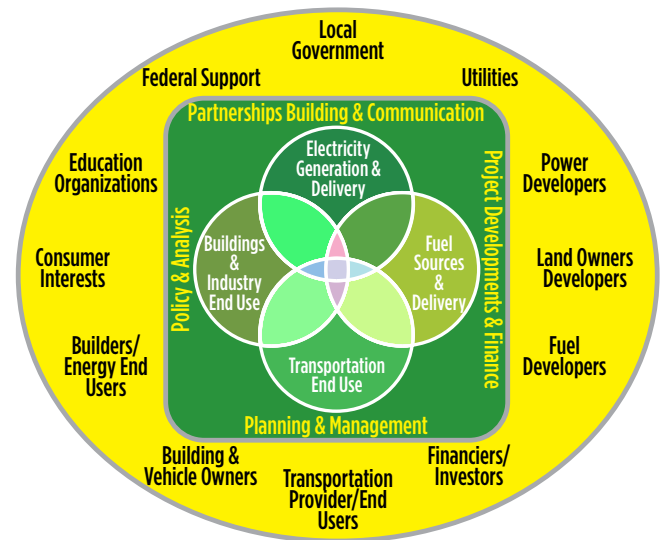 Local
Government
Federal Support
Utilities
Partnerships Building & Communication
Education
Organizations
Electricity
Generation &
Delivery
Power
Developers
Policy & Analysis
Project Developments & Finance
Consumer
Interests
Buildings
&
Industry
End Use
Fuel
Sources
&
Delivery
Land Owners
Developers
Builders/
Energy End
Users
Transportation
End Use
Fuel
Developers
Planning & Management
Building &
Vehicle Owners
Transportation
Provider/End
Users
Financiers/
Investors